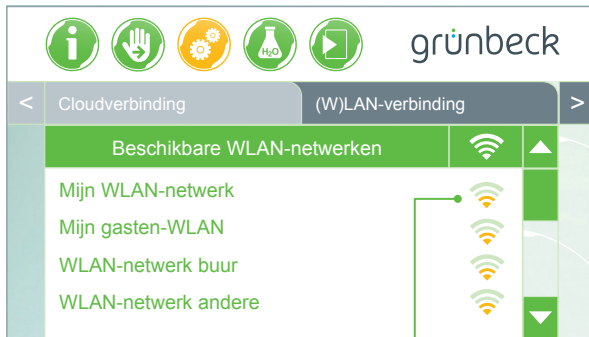 i H₂O grünbeck
< Cloudverbinding (W)LAN-verbinding >
Beschikbare WLAN-netwerken
Mijn WLAN-netwerk
Mijn gasten-WLAN
WLAN-netwerk buur
WLAN-netwerk andere